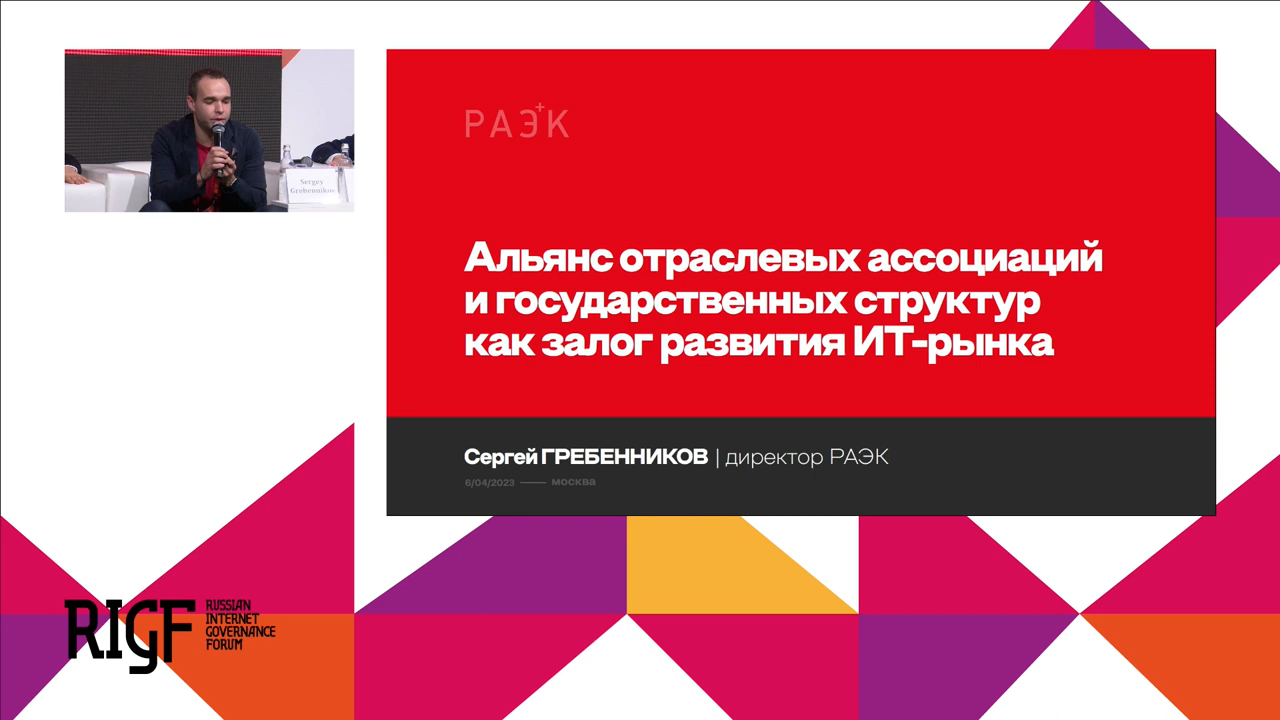 Sergey
Grebennikov
РАЭК
Альянс отраслевых ассоциаций
и государственных структур
как залог развития ИТ-рынка
Сергей ГРЕБЕННИКОВ | директор РАЭК
6/04/2023 —— москва
RIGF
RUSSIAN
INTERNET
GOVERNANCE
FORUM